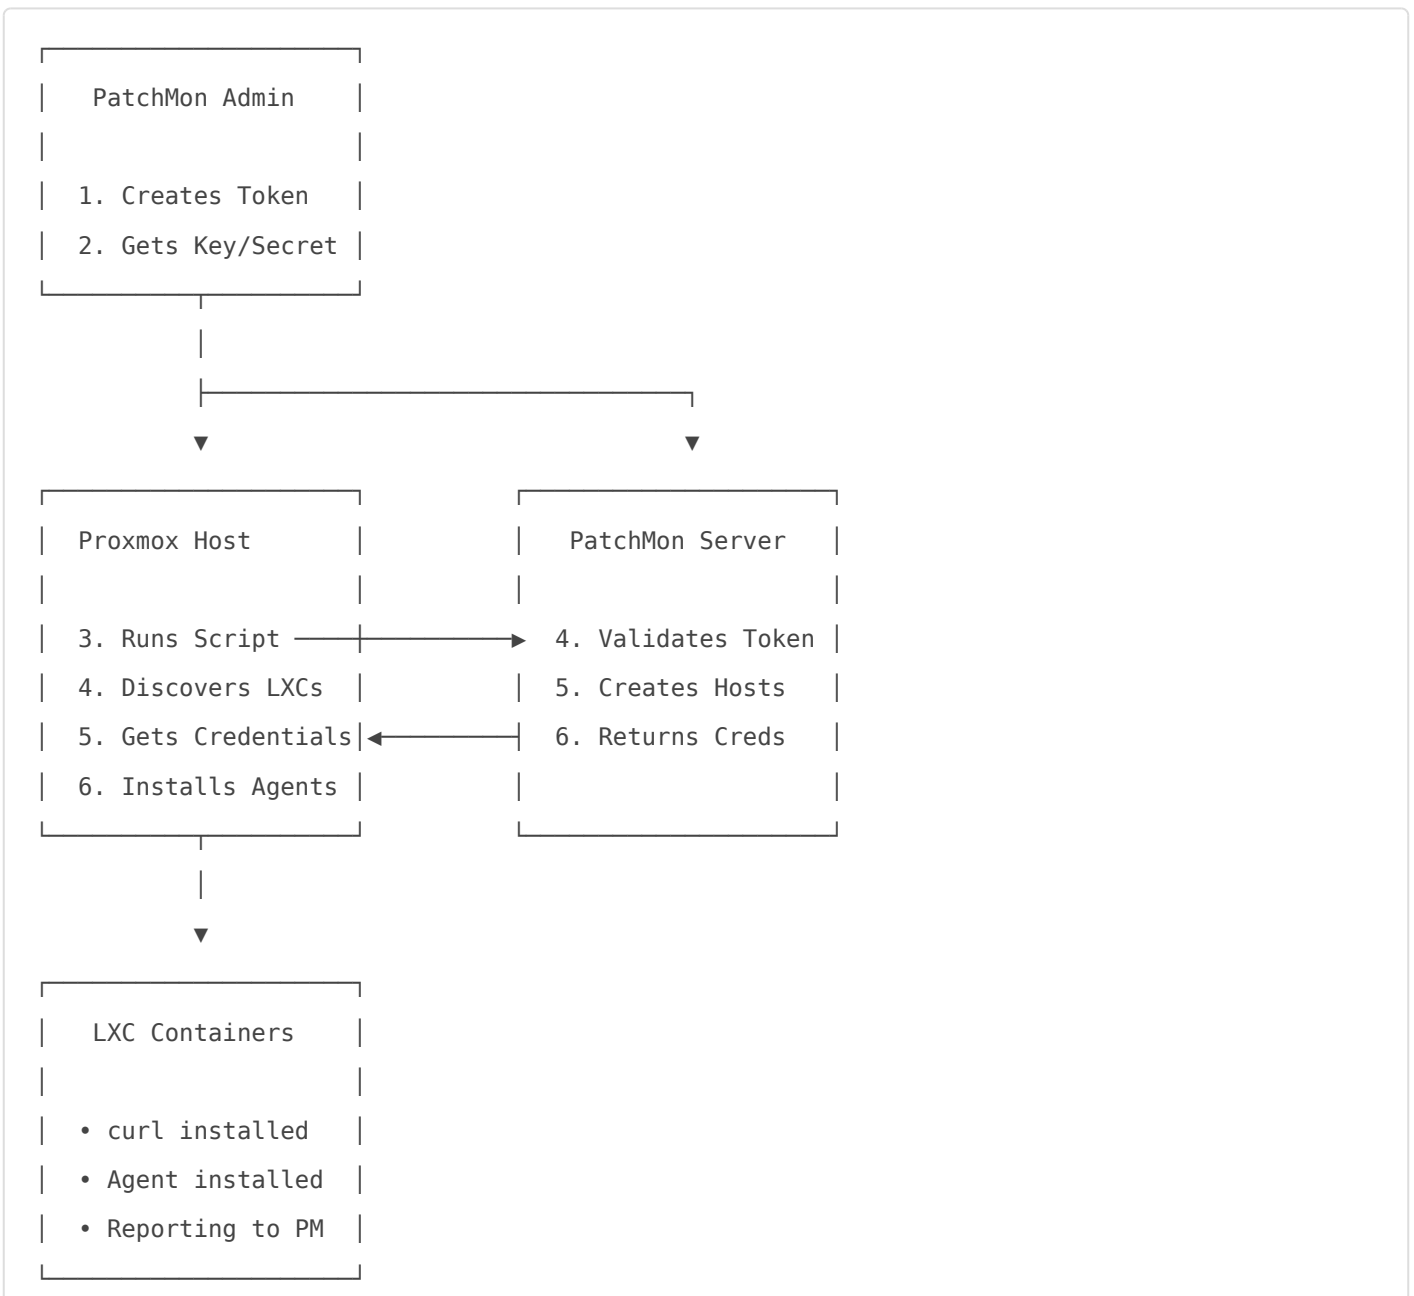 PatchMon Admin
1. Creates Token
2. Gets Key/Secret
Proxmox Host
PatchMon Server
3. Runs Script
4. Validates Token
4. Discovers LXCs
5. Creates Hosts
5. Gets Credentials
6. Returns Creds
6. Installs Agents
LXC Containers
• curl installed
• Agent installed
• Reporting to PM